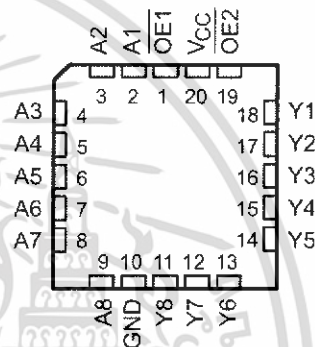 A2 A1 OE1 VCC OE2
3 2 1 20 19
A3 4 18 Y1
A4 5 17 Y2
A5 6 16 Y3
A6 7 15 Y4
A7 8 14 Y5
9 10 11 12 13
A8 GND Y8 Y7 Y6